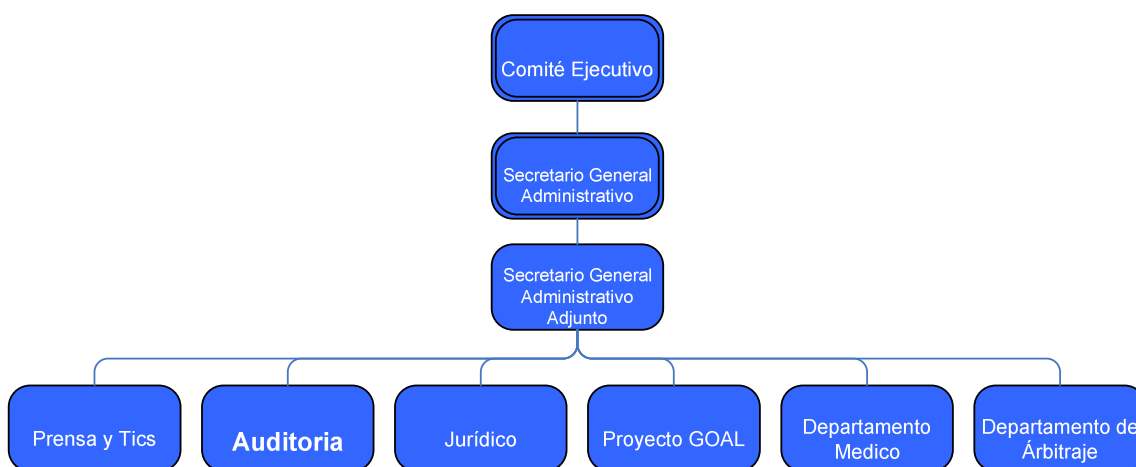 Comité Ejecutivo
Secretario General
Administrativo
Secretario General
Administrativo
Adjunto
Prensa y Tics
Auditoria
Jurídico
Proyecto GOAL
Departamento
Medico
Departamento de
Árbitraje